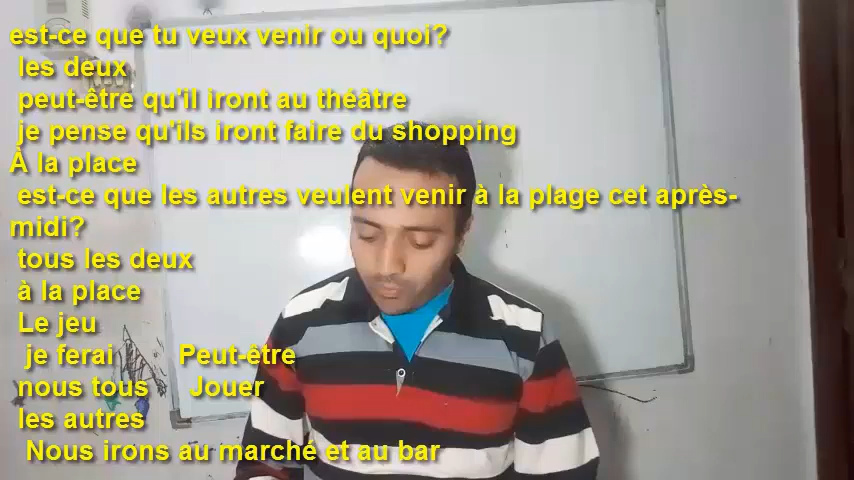 est-ce que tu veux venir ou quoi?
les deux
peut-être qu'il iront au théâtre
je pense qu'ils iront faire du shopping
À la place
est-ce que les autres veulent venir à la plage cet après-
midi?
tous les deux
à la place
Le jeu
je ferai Peut-être
nous tous Jouer
les autres
Nous irons au marché et au bar